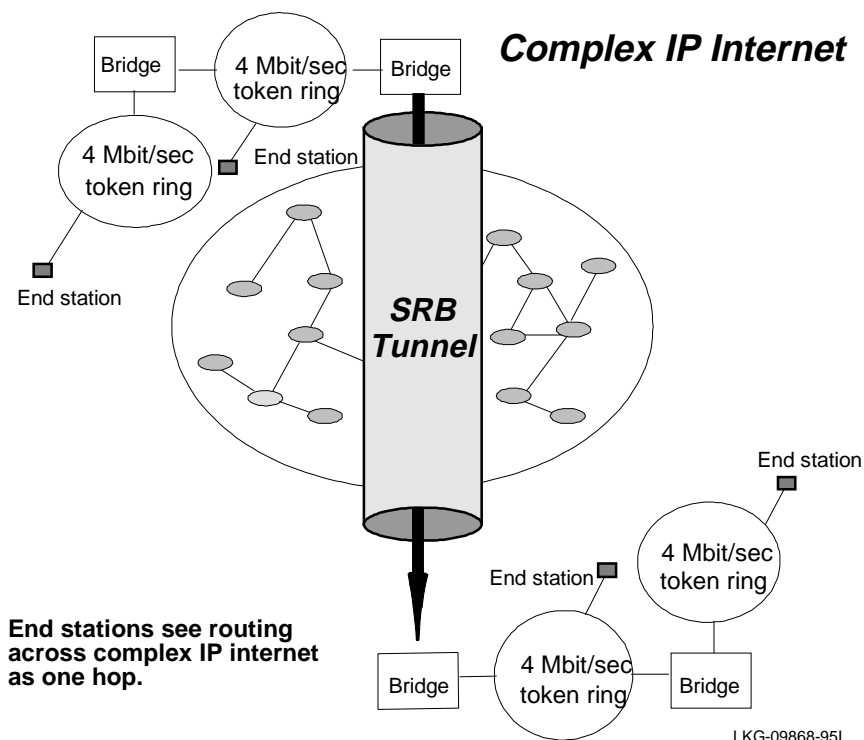 Complex IP Internet
Bridge
4 Mbit/sec
token ring
Bridge
4 Mbit/sec
token ring
End station
End station
SRB
Tunnel
End station
4 Mbit/sec
token ring
End station
End stations see routing
across complex IP internet
as one hop.
Bridge
4 Mbit/sec
token ring
Bridge